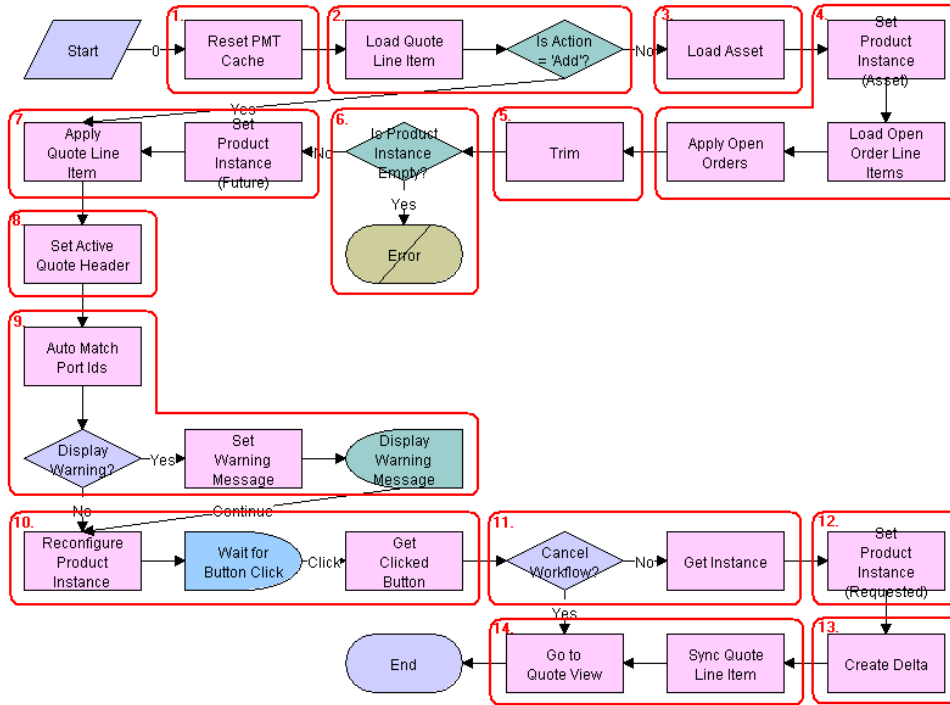 1.
2.
3.
4.
Start
0
Reset PMT
Cache
Load Quote
Line Item
Is Action
= 'Add'?
No
Load Asset
Set
Product
Instance
(Asset)
Yes
7
Apply
Quote Line
Item
Set
Product
Instance
(Future)
No
6.
Is Product
Instance
Empty?
Yes
Error
5.
Trim
Apply Open
Orders
Load Open
Order Line
Items
8
Set Active
Quote Header
9.
Auto Match
Port Ids
Display
Warning?
Yes
Set
Warning
Message
Display
Warning
Message
No
Continue
10.
Reconfigure
Product
Instance
Wait for
Button Click
Click
Get
Clicked
Button
11.
Cancel
Workflow?
No
Get Instance
12.
Set
Product
Instance
(Requested)
Yes
End
14.
Go to
Quote View
Sync Quote
Line Item
13.
Create Delta